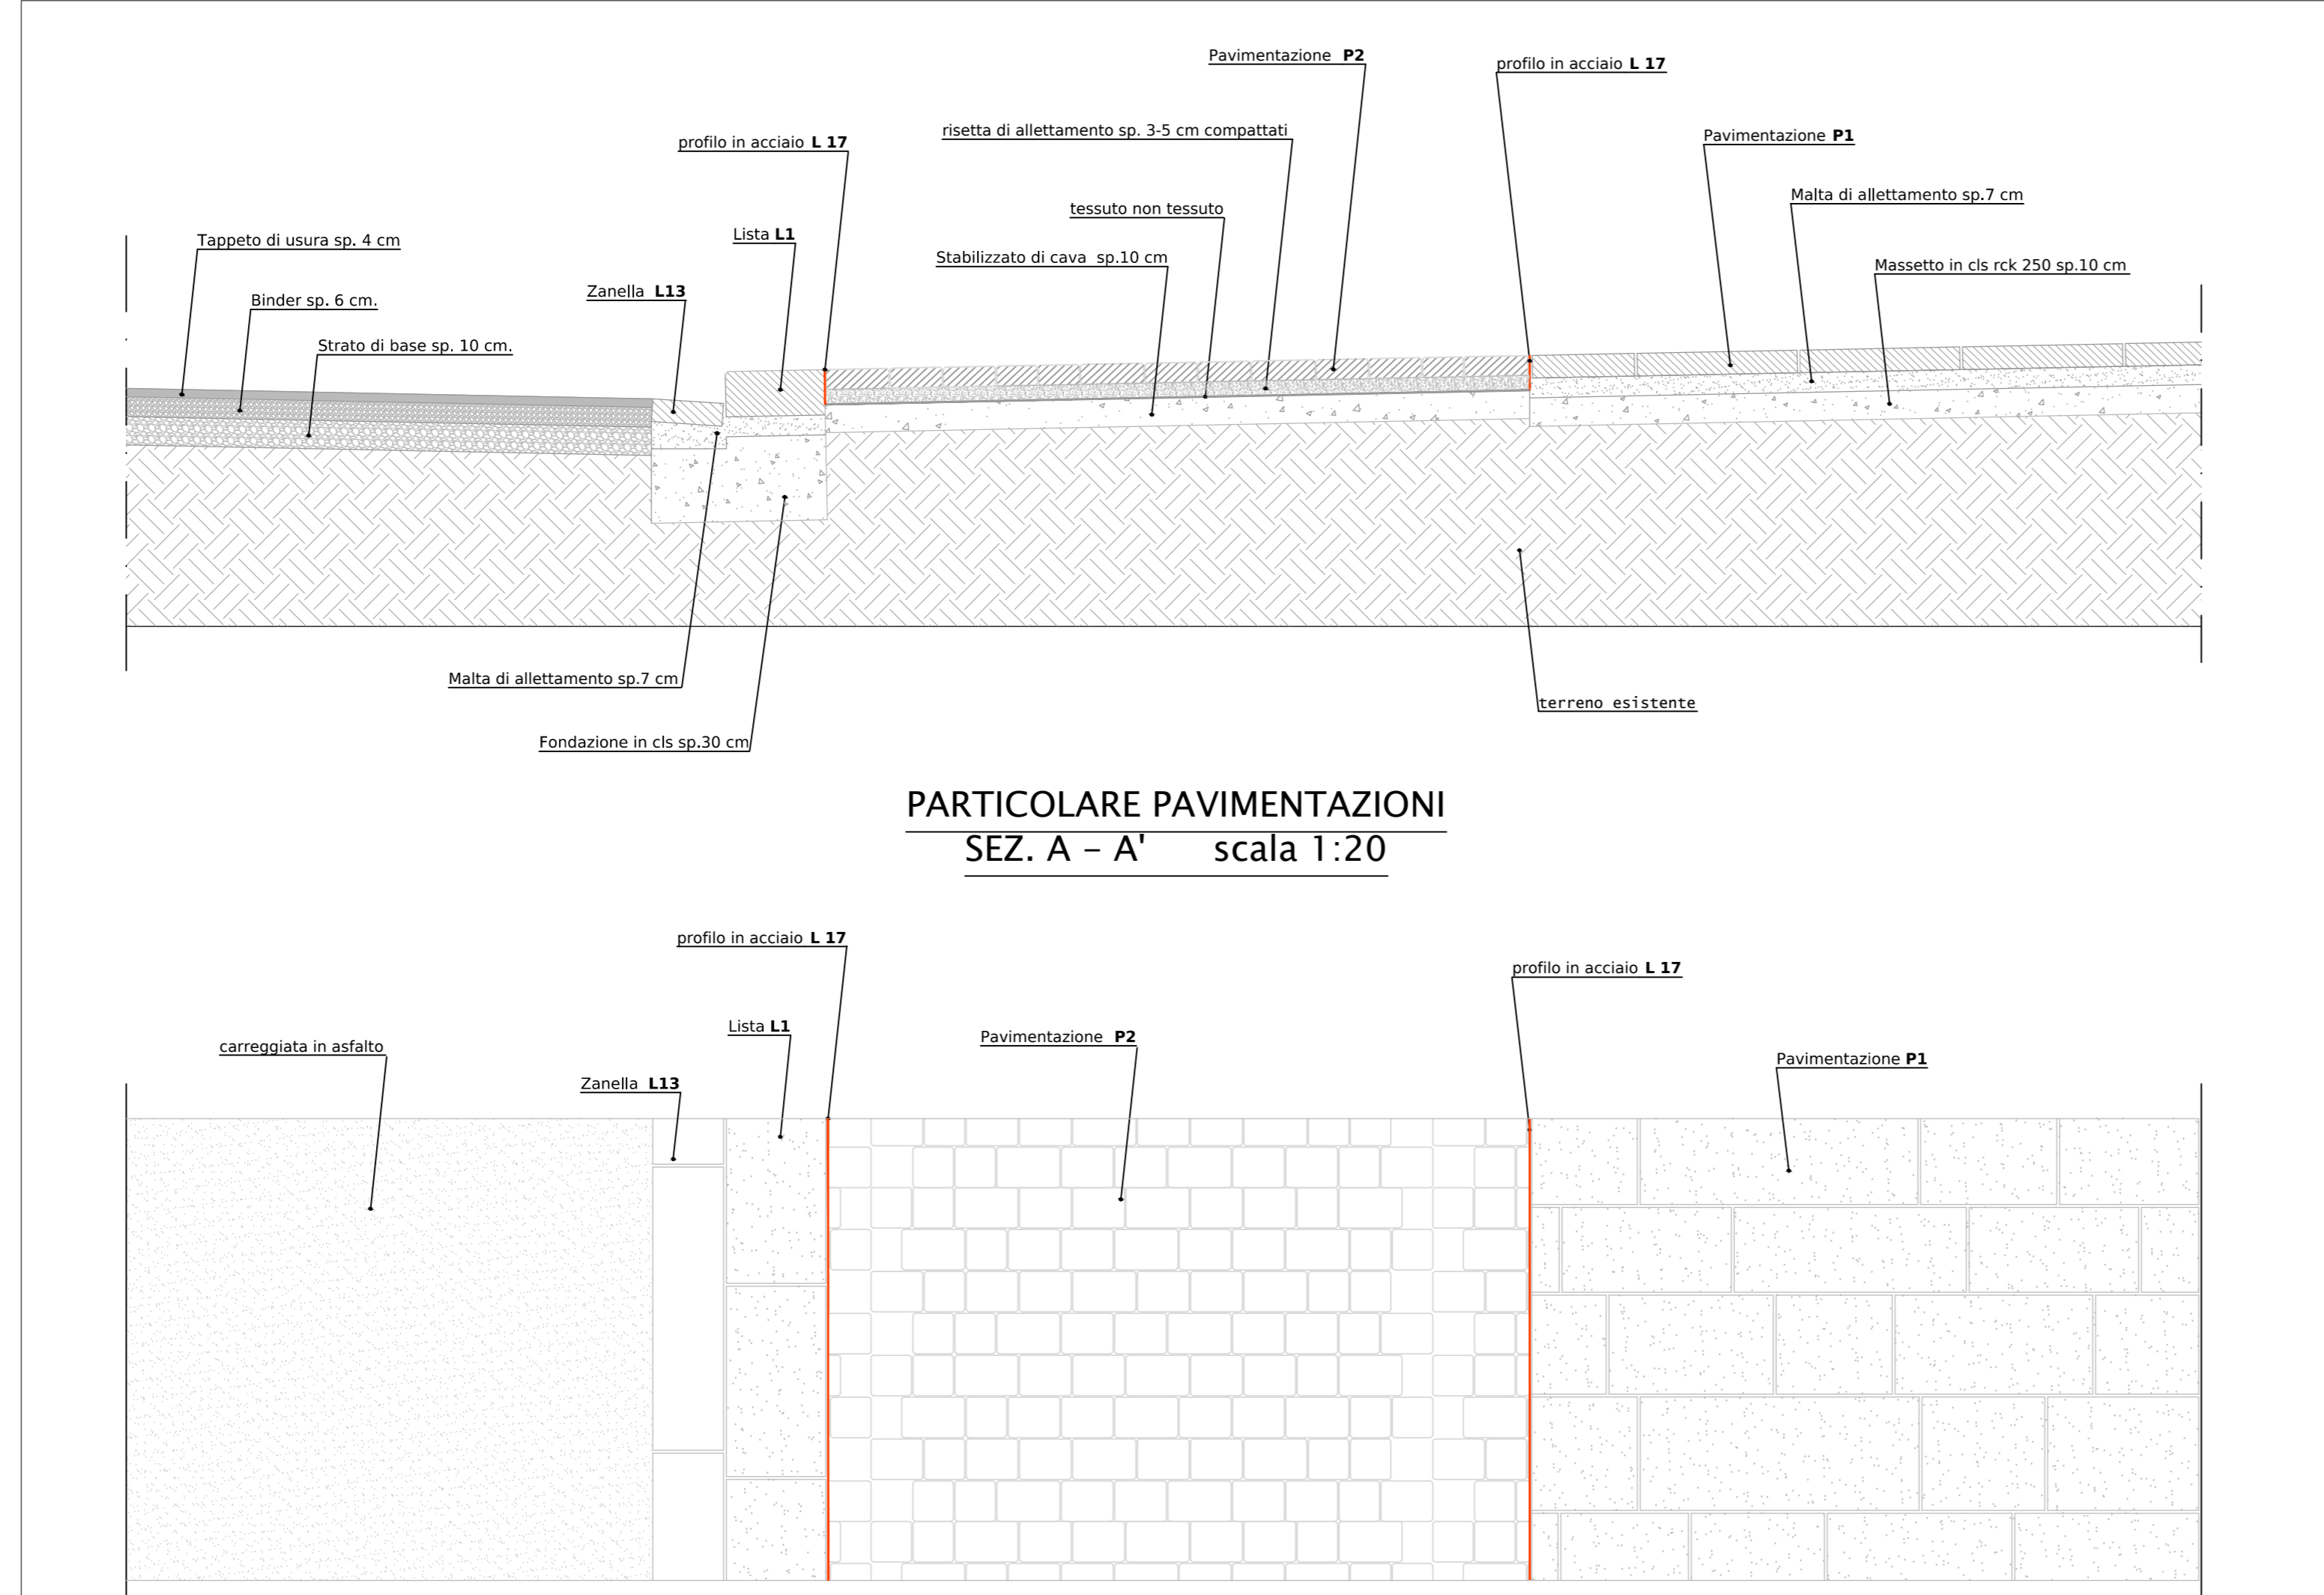 Pavimentazione P2
profilo in acciaio L 17
risetta di allettamento sp. 3-5 cm compattati
Pavimentazione P1
profilo in acciaio L 17
Malta di allettamento sp.7 cm
tessuto non tessuto
Lista L1
Tappeto di usura sp. 4 cm
Stabilizzato di cava sp.10 cm
Massetto in cls rck 250 sp.10 cm
Zanella L13
Binder sp. 6 cm.
Strato di base sp. 10 cm.
Malta di allettamento sp.7 cm
terreno esistente
Fondazione in cls sp.30 cm
PARTICOLARE PAVIMENTAZIONI
SEZ. A - A' scala 1:20
profilo in acciaio L 17
profilo in acciaio L 17
Lista L1
Pavimentazione P2
carreggiata in asfalto
Pavimentazione P1
Zanella L13